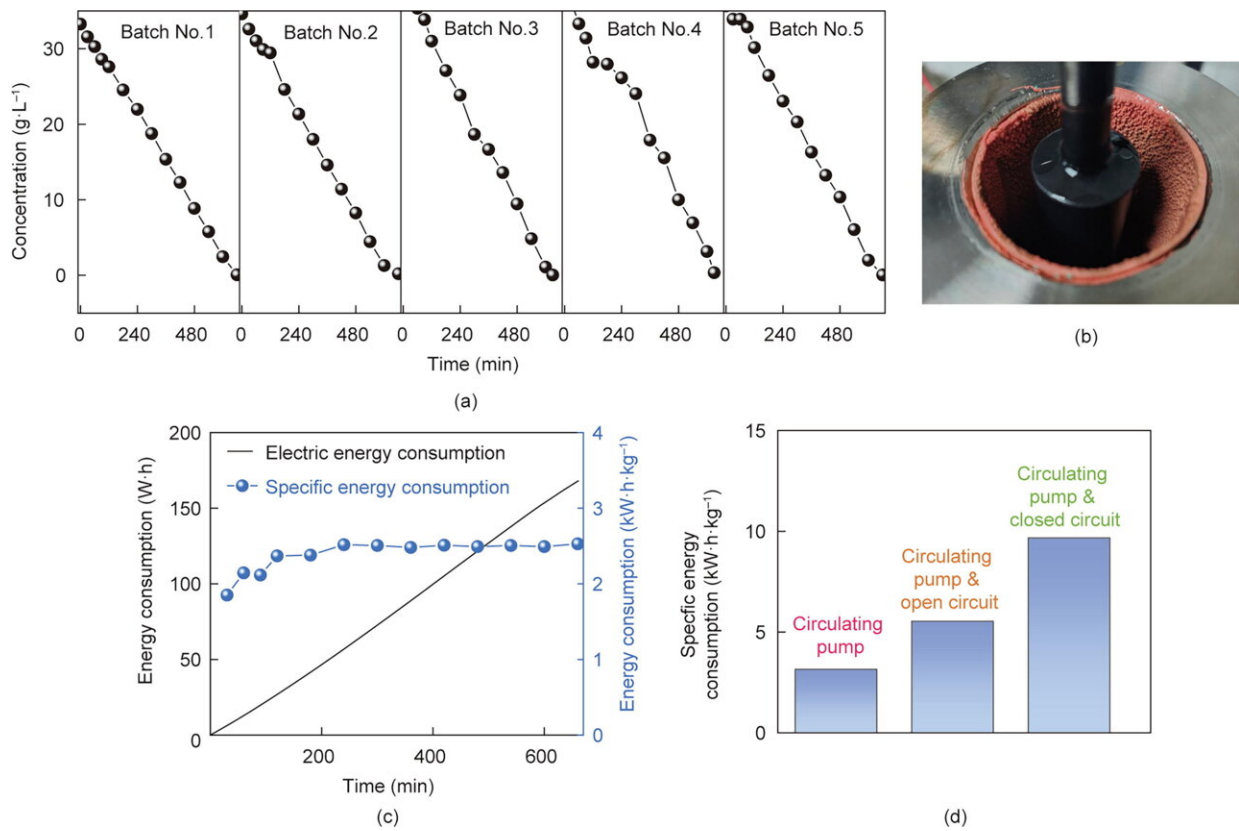 Batch No.1
Batch No.2
Batch No.3
Batch No.4
Batch No.5
Concentration (g·L⁻¹)
30
20
10
0
0 240 480
0 240 480
0 240 480
0 240 480
0 240 480
Time (min)
(a)
(b)
Energy consumption (W·h)
200
150
100
50
0
Electric energy consumption
Specific energy consumption
4
3
2
1
0
Energy consumption (kW·h·kg⁻¹)
200 400 600
Time (min)
(c)
Specfic energy
consumption (kW·h·kg⁻¹)
15
10
5
0
Circulating
pump
Circulating
pump &
open circuit
Circulating
pump &
closed circuit
(d)